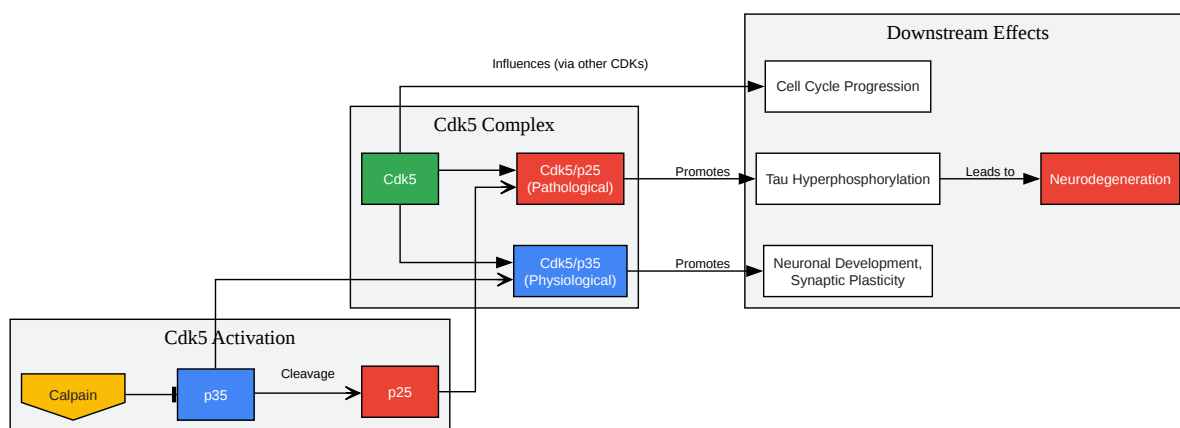 Downstream Effects
Influences (via other CDKs)
Cell Cycle Progression
Cdk5 Complex
Cdk5
Cdk5/p25
(Pathological)
Promotes
Tau Hyperphosphorylation
Leads to
Neurodegeneration
Cdk5/p35
(Physiological)
Promotes
Neuronal Development,
Synaptic Plasticity
Cdk5 Activation
Calpain
p35
Cleavage
p25